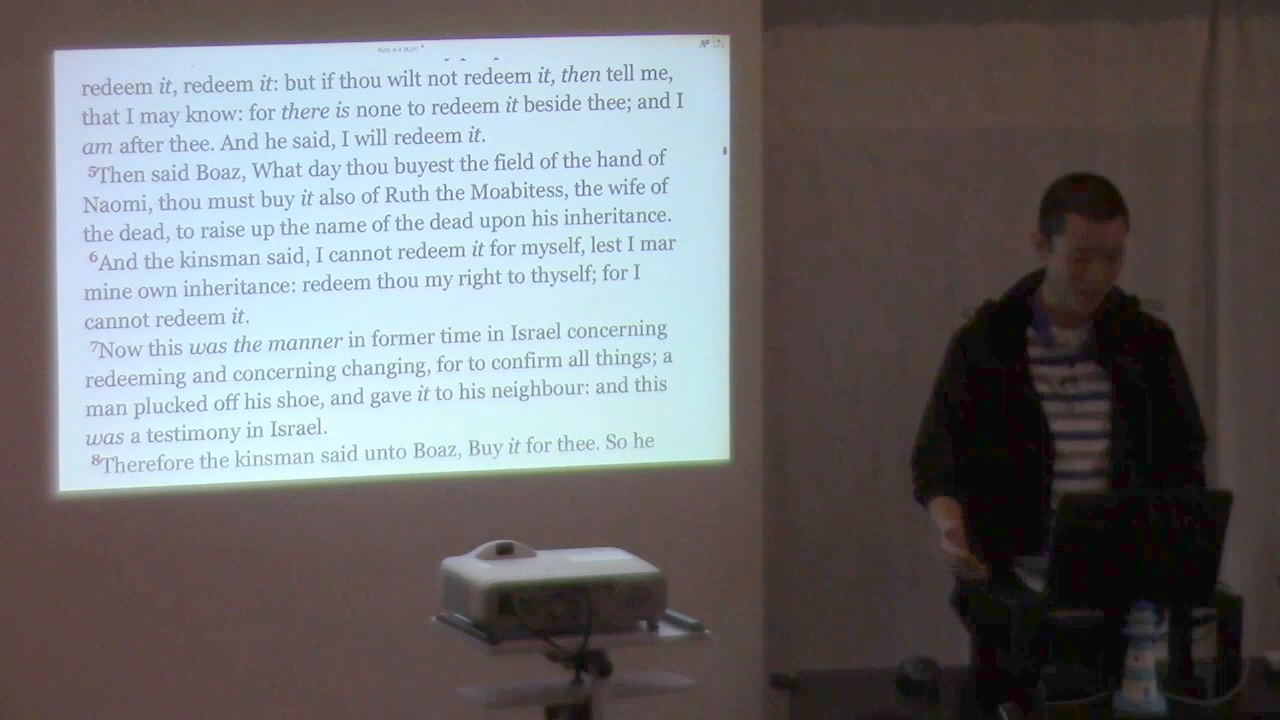 redeem it, redeem it: but if thou wilt not redeem it, then tell me,
that I may know: for there is none to redeem it beside thee; and I
am after thee. And he said, I will redeem it.
5Then said Boaz, What day thou buyest the field of the hand of
Naomi, thou must buy it also of Ruth the Moabitess, the wife of
the dead, to raise up the name of the dead upon his inheritance.
6And the kinsman said, I cannot redeem it for myself, lest I mar
mine own inheritance: redeem thou my right to thyself; for I
cannot redeem it.
7Now this was the manner in former time in Israel concerning
redeeming and concerning changing, for to confirm all things; a
man plucked off his shoe, and gave it to his neighbour: and this
was a testimony in Israel.
8Therefore the kinsman said unto Boaz, Buy it for thee. So he